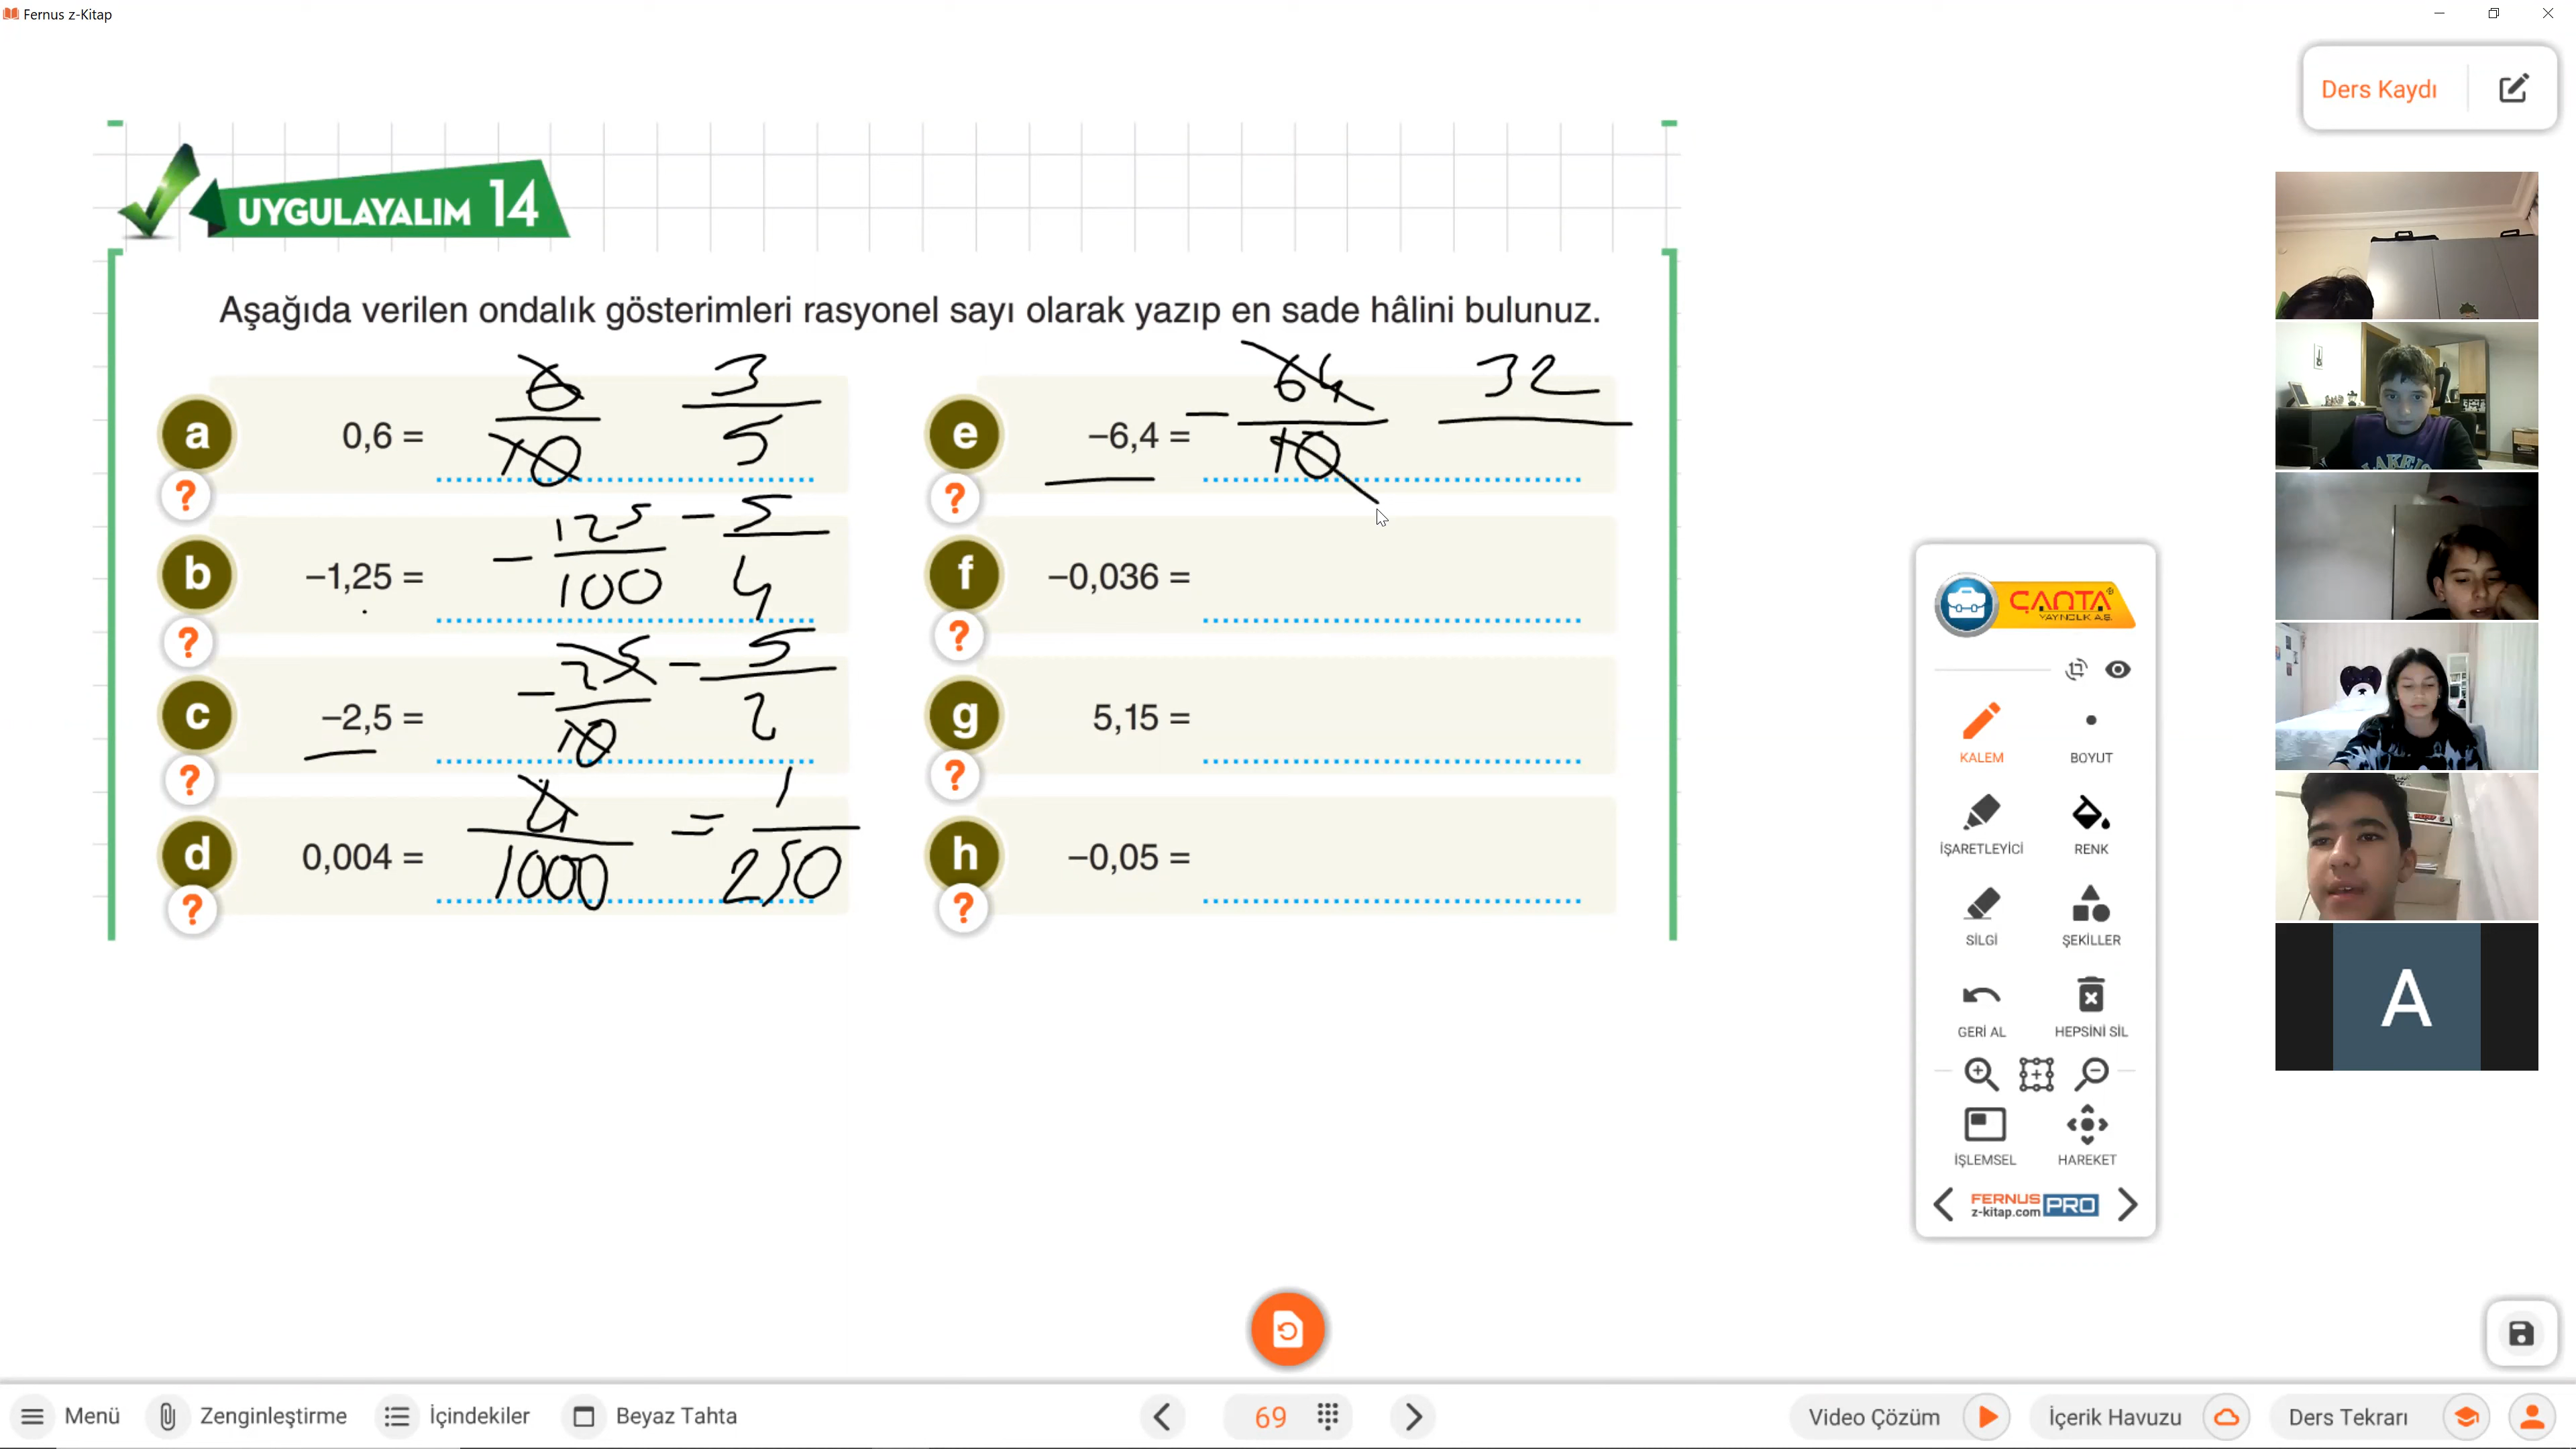 Fernus z-Kitap
Ders Kaydı
UYGULAYALIM 14
Aşağıda verilen ondalık gösterimleri rasyonel sayı olarak yazıp en sade hâlini bulunuz.
a 0,6 = 6/10 3/5
?
b −1,25 = − 125/100 − 5/4
?
c −2,5 = − 25/10 − 5/2
?
d 0,004 = 4/1000 = 1/250
?
e −6,4 = − 64/10 32
?
f −0,036 =
?
g 5,15 =
?
h −0,05 =
?
ÇANTA
YAYINCILIK A.Ş.
KALEM BOYUT
İŞARETLEYİCİ RENK
SİLGİ ŞEKİLLER
GERİ AL HEPSİNİ SİL
İŞLEMSEL HAREKET
FERNUS PRO
z-kitap.com
A
Menü Zenginleştirme İçindekiler Beyaz Tahta 69 Video Çözüm İçerik Havuzu Ders Tekrarı